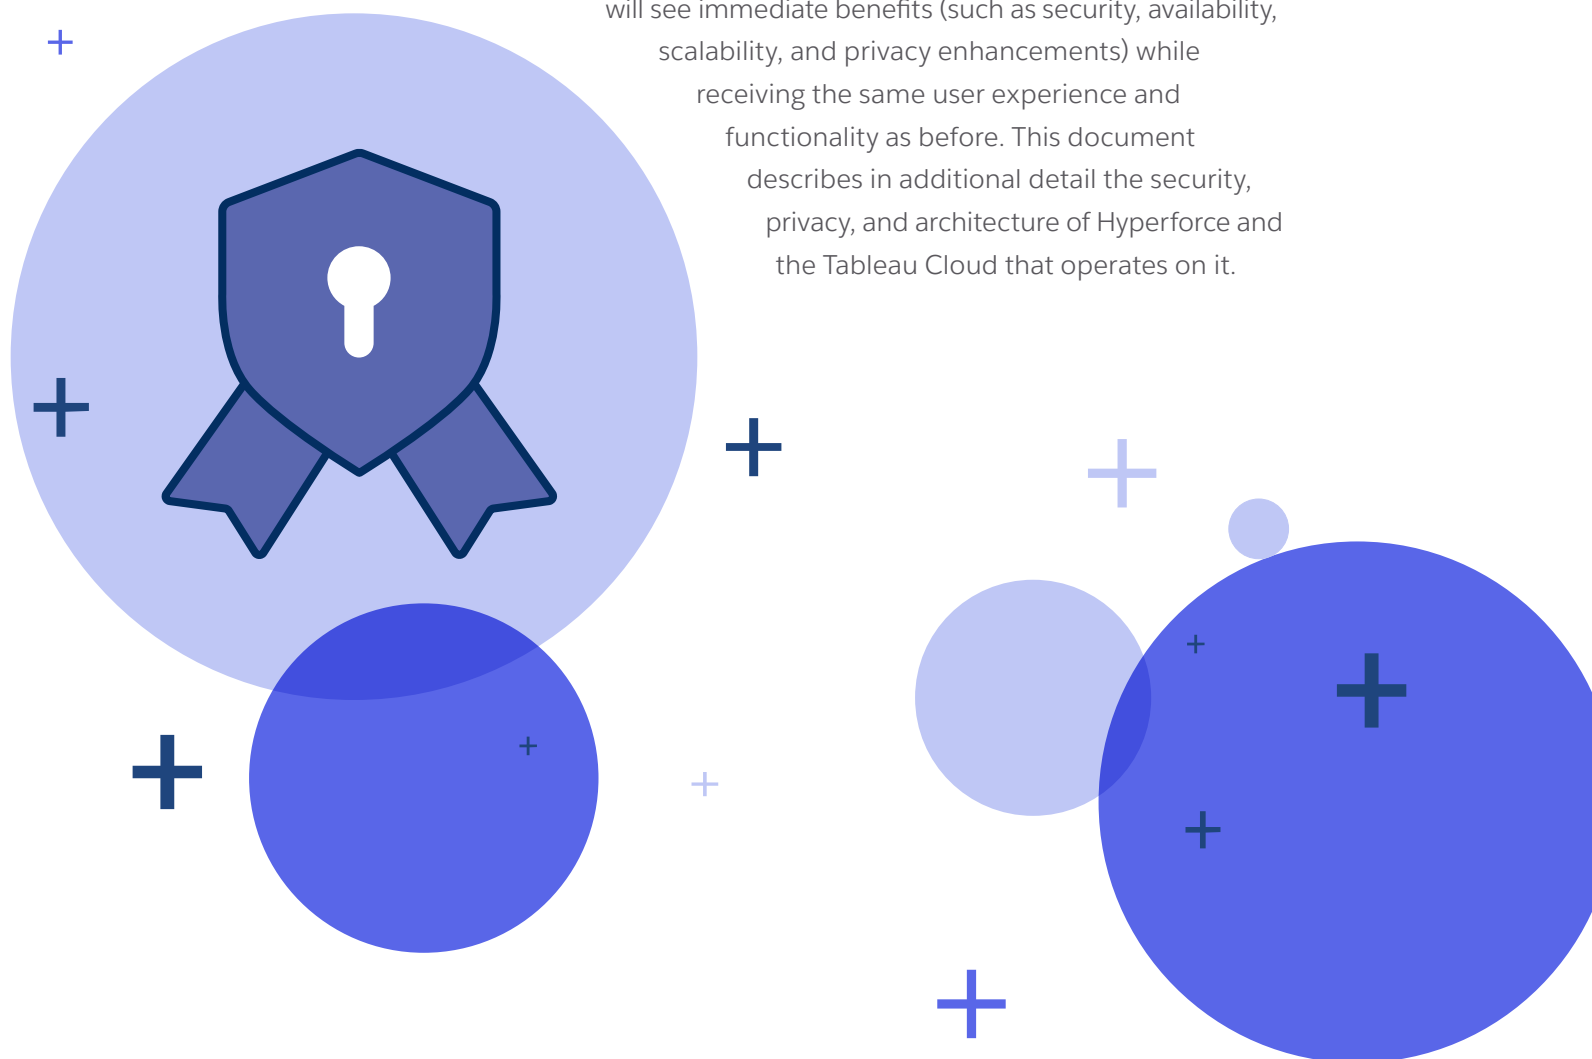 will see immediate benefits (such as security, availability,
scalability, and privacy enhancements) while
receiving the same user experience and
functionality as before. This document
describes in additional detail the security,
privacy, and architecture of Hyperforce and
the Tableau Cloud that operates on it.